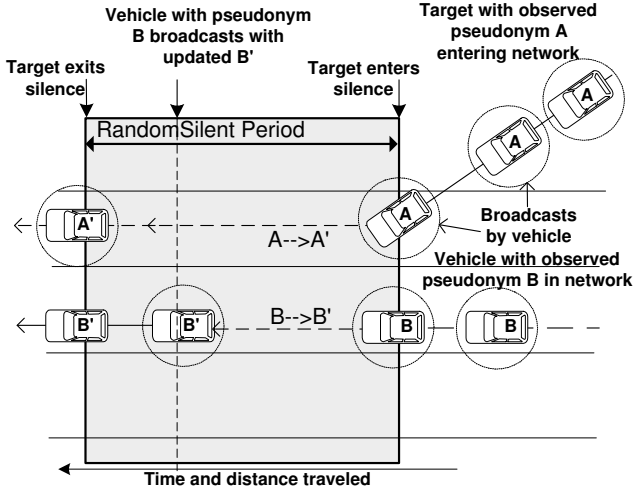 Vehicle with pseudonym
B broadcasts with
updated B'
Target with observed
pseudonym A
entering network
Target exits
silence
Target enters
silence
RandomSilent Period
A
A
A
A'
A-->A'
Broadcasts
by vehicle
Vehicle with observed
pseudonym B in network
B'
B'
B-->B'
B
B
Time and distance traveled